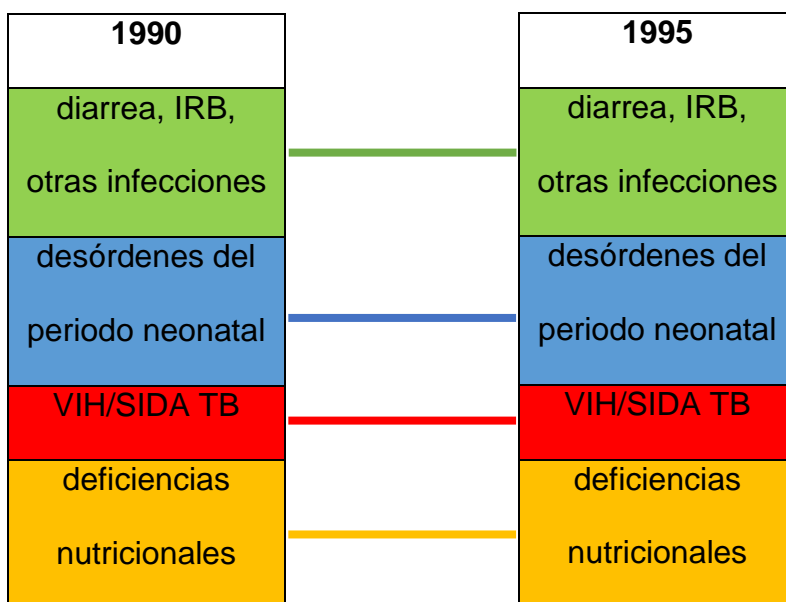 1990
diarrea, IRB,
otras infecciones
desórdenes del
periodo neonatal
VIH/SIDA TB
deficiencias
nutricionales
1995
diarrea, IRB,
otras infecciones
desórdenes del
periodo neonatal
VIH/SIDA TB
deficiencias
nutricionales